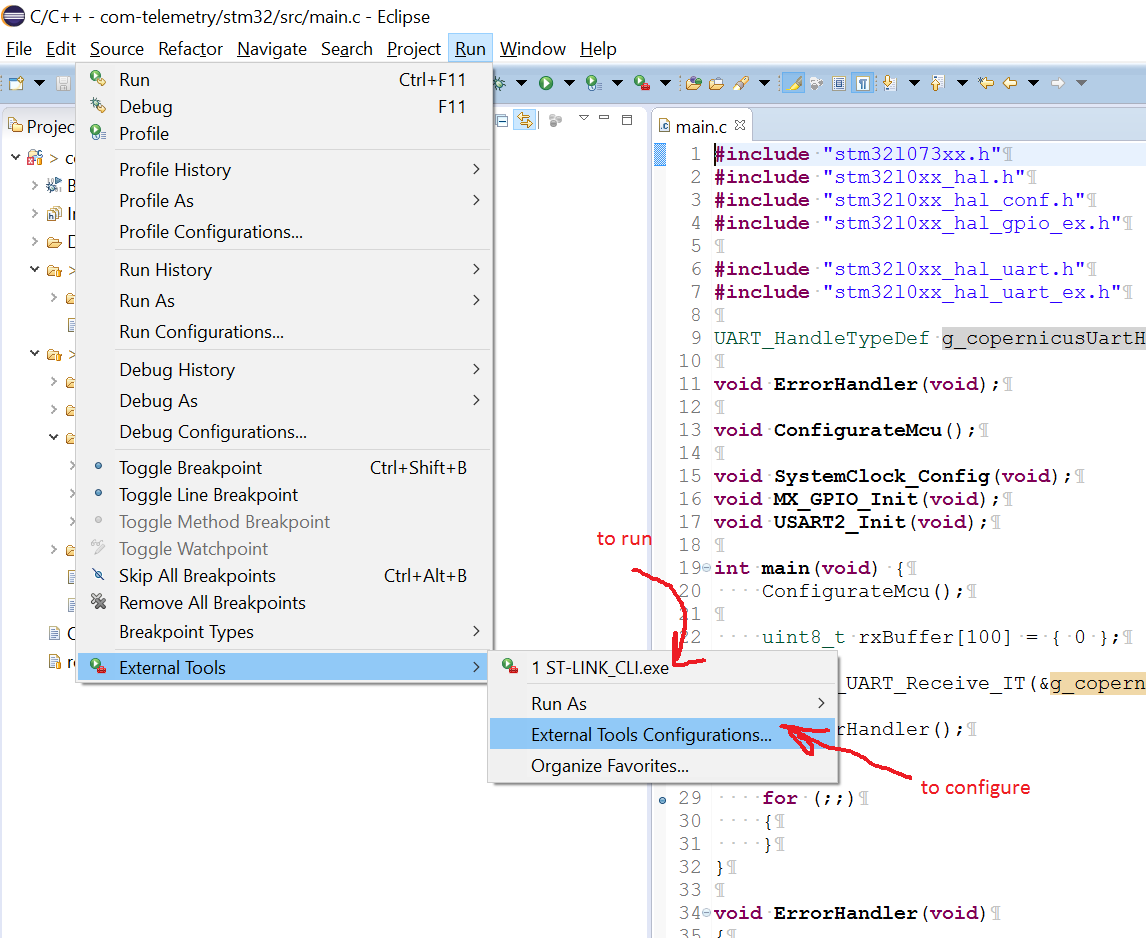 C/C++ - com-telemetry/stm32/src/main.c - Eclipse
File Edit Source Refactor Navigate Search Project Run Window Help
Run Ctrl+F11
Debug F11
Profile
Profile History
Profile As
Profile Configurations...
Run History
Run As
Run Configurations...
Debug History
Debug As
Debug Configurations...
Toggle Breakpoint Ctrl+Shift+B
Toggle Line Breakpoint
Toggle Method Breakpoint
Toggle Watchpoint
Skip All Breakpoints Ctrl+Alt+B
Remove All Breakpoints
Breakpoint Types
External Tools
1 ST-LINK_CLI.exe
Run As
External Tools Configurations...
Organize Favorites...
to run
to configure
Projec
main.c
1 #include "stm32l073xx.h"¶
2 #include "stm32l0xx_hal.h"¶
3 #include "stm32l0xx_hal_conf.h"¶
4 #include "stm32l0xx_hal_gpio_ex.h"¶
5 ¶
6 #include "stm32l0xx_hal_uart.h"¶
7 #include "stm32l0xx_hal_uart_ex.h"¶
8 ¶
9 UART_HandleTypeDef g_copernicusUartH
10 ¶
11 void ErrorHandler(void);¶
12 ¶
13 void ConfigurateMcu();¶
14 ¶
15 void SystemClock_Config(void);¶
16 void MX_GPIO_Init(void);¶
17 void USART2_Init(void);¶
18 ¶
19 int main(void) {¶
20 ConfigurateMcu();¶
21 ¶
22 uint8_t rxBuffer[100] = { 0 };¶
_UART_Receive_IT(&g_copern
rHandler();¶
29 for (;;)¶
30 {¶
31 }¶
32 }¶
33 ¶
34 void ErrorHandler(void)¶
35 {¶